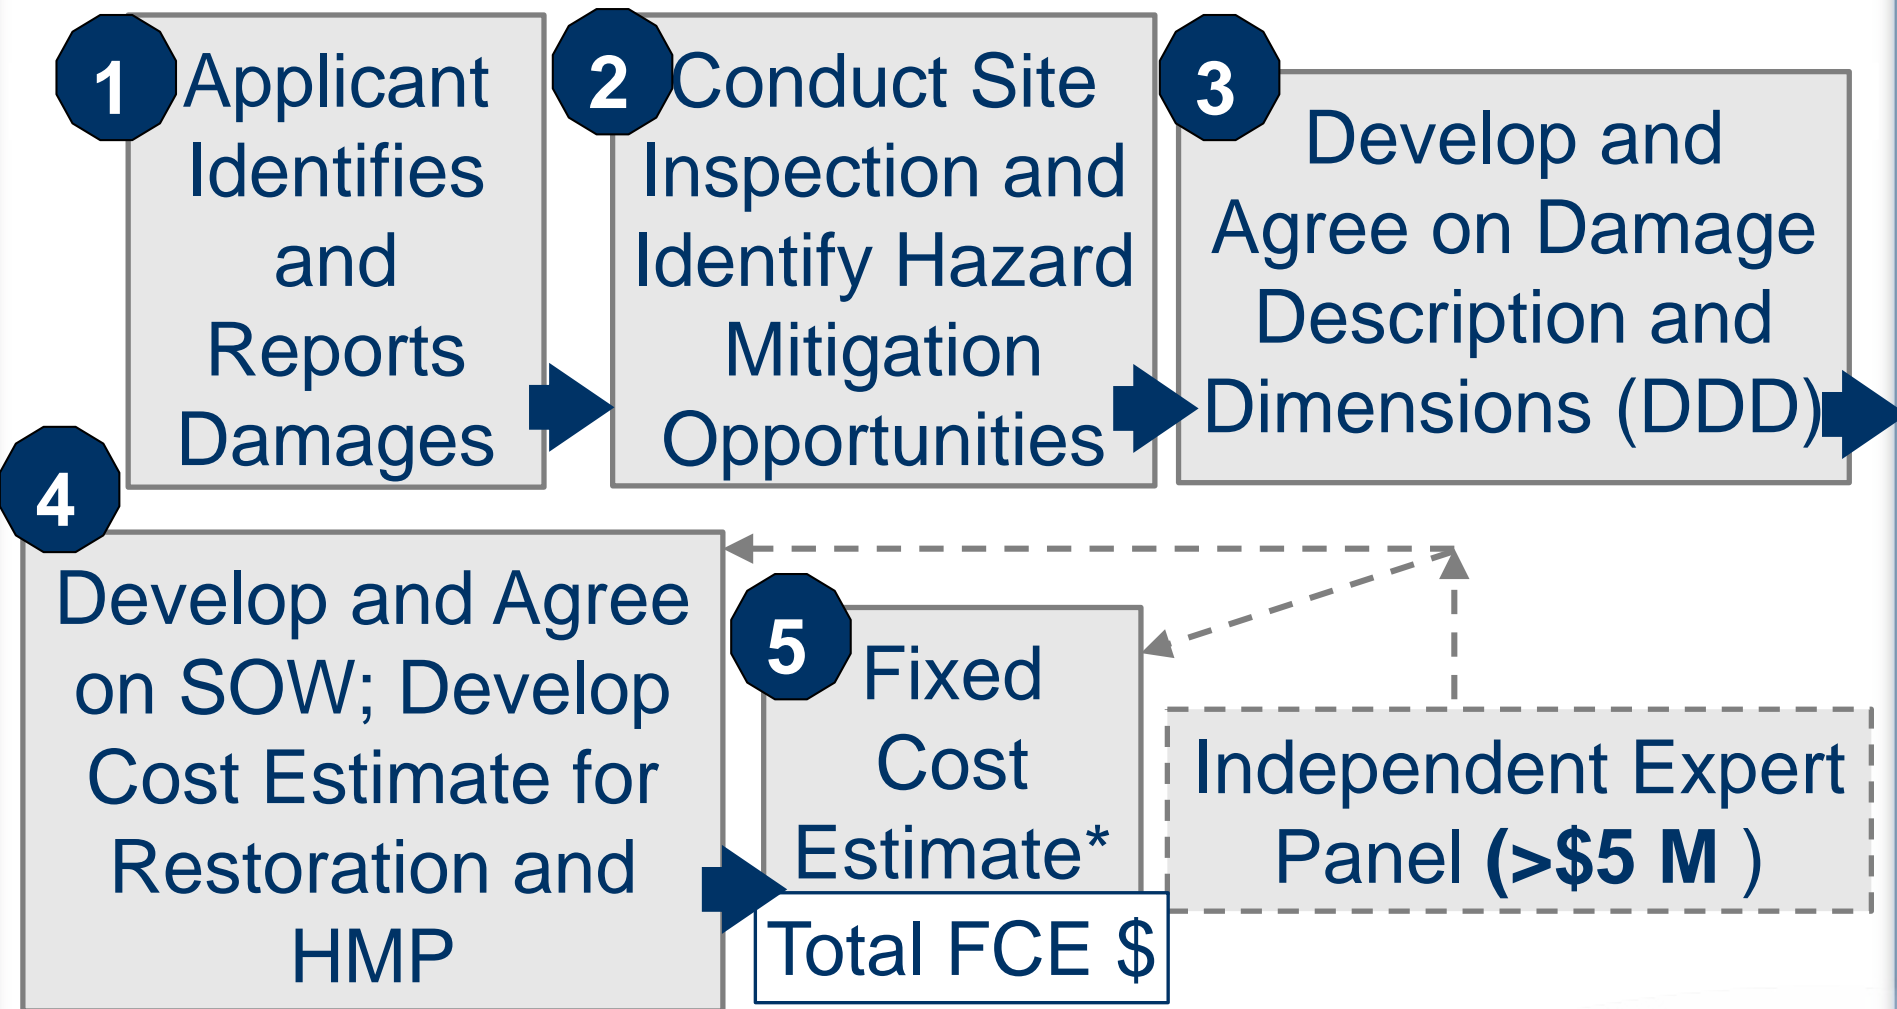 1
Applicant
Identifies
and
Reports
Damages
2
Conduct Site
Inspection and
Identify Hazard
Mitigation
Opportunities
3
Develop and
Agree on Damage
Description and
Dimensions (DDD)
4
Develop and Agree
on SOW; Develop
Cost Estimate for
Restoration and
HMP
5
Fixed
Cost
Estimate*
Total FCE $
Independent Expert
Panel (>$5 M )